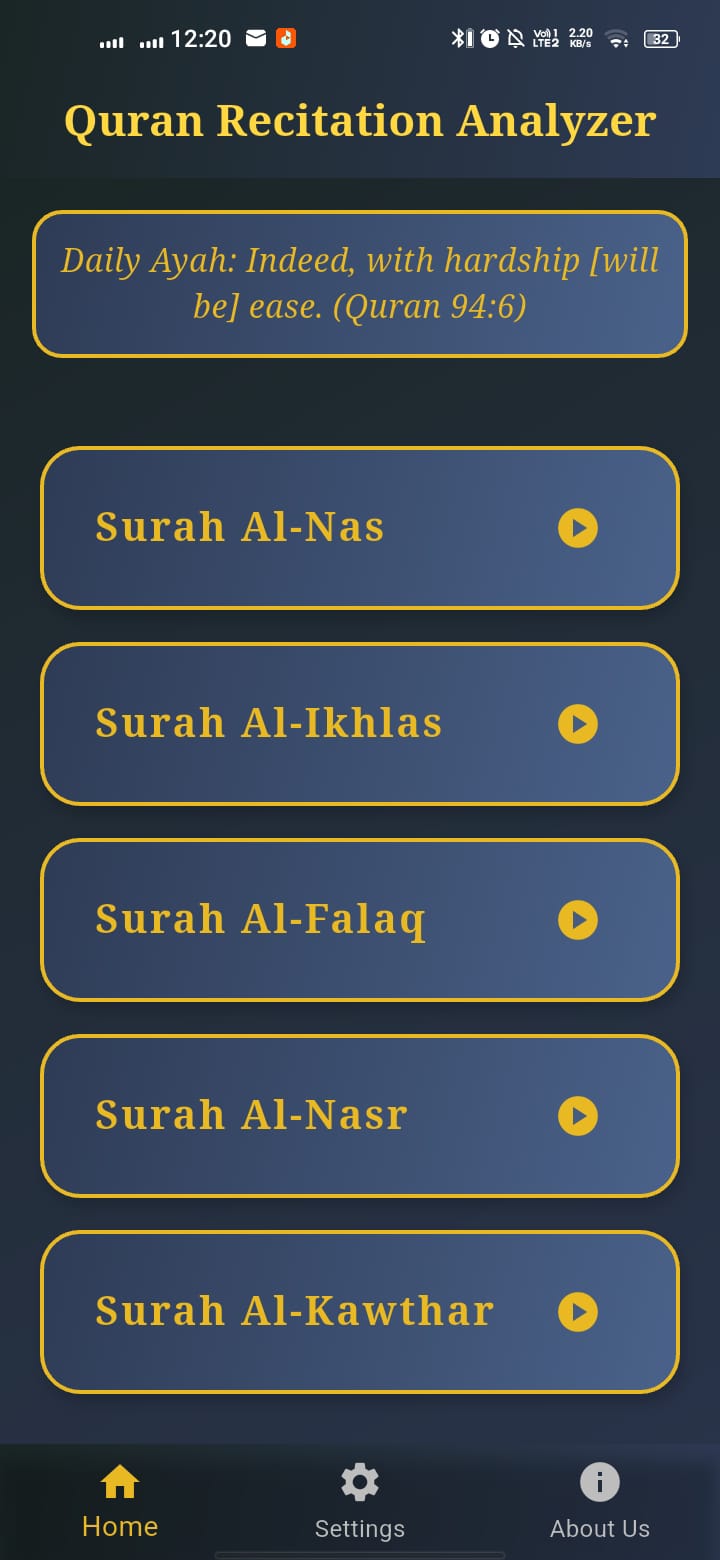 12:20
Vo)) 1
LTE2
2.20
KB/s
32
Quran Recitation Analyzer
Daily Ayah: Indeed, with hardship [will
be] ease. (Quran 94:6)
Surah Al-Nas
Surah Al-Ikhlas
Surah Al-Falaq
Surah Al-Nasr
Surah Al-Kawthar
Home
Settings
About Us